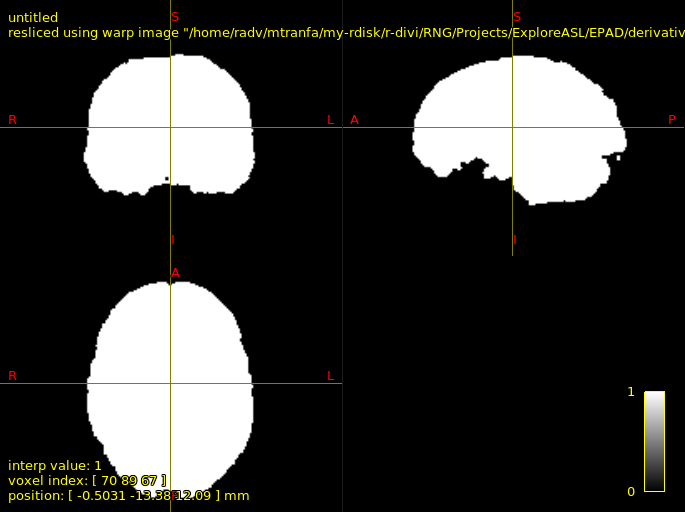 untitled
resliced using warp image "/home/radv/mtranfa/my-rdisk/r-divi/RNG/Projects/ExploreASL/EPAD/derivativ
S
S
R
L
A
P
I
I
A
R
L
1
0
interp value: 1
voxel index: [ 70 89 67 ]
position: [ -0.5031 -13.38 12.09 ] mm